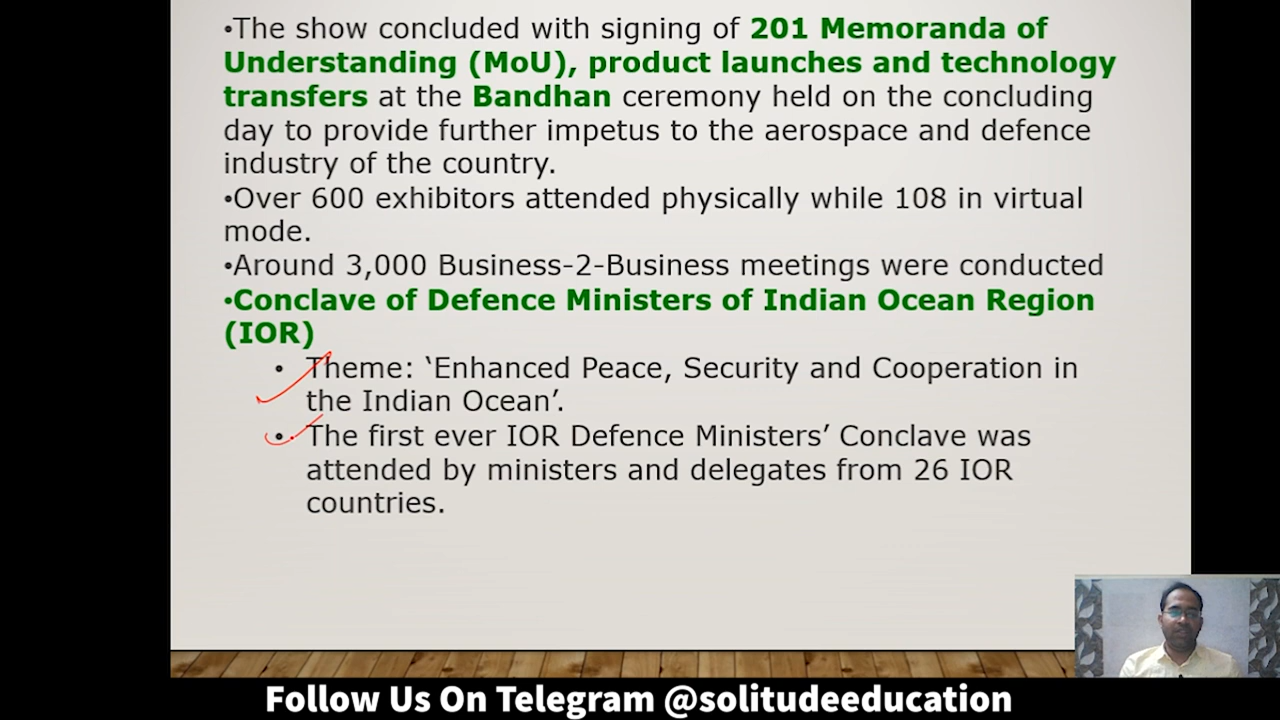 •The show concluded with signing of 201 Memoranda of
Understanding (MoU), product launches and technology
transfers at the Bandhan ceremony held on the concluding
day to provide further impetus to the aerospace and defence
industry of the country.
•Over 600 exhibitors attended physically while 108 in virtual
mode.
•Around 3,000 Business-2-Business meetings were conducted
•Conclave of Defence Ministers of Indian Ocean Region
(IOR)
• Theme: ‘Enhanced Peace, Security and Cooperation in
the Indian Ocean’.
• The first ever IOR Defence Ministers’ Conclave was
attended by ministers and delegates from 26 IOR
countries.
Follow Us On Telegram @solitudeeducation